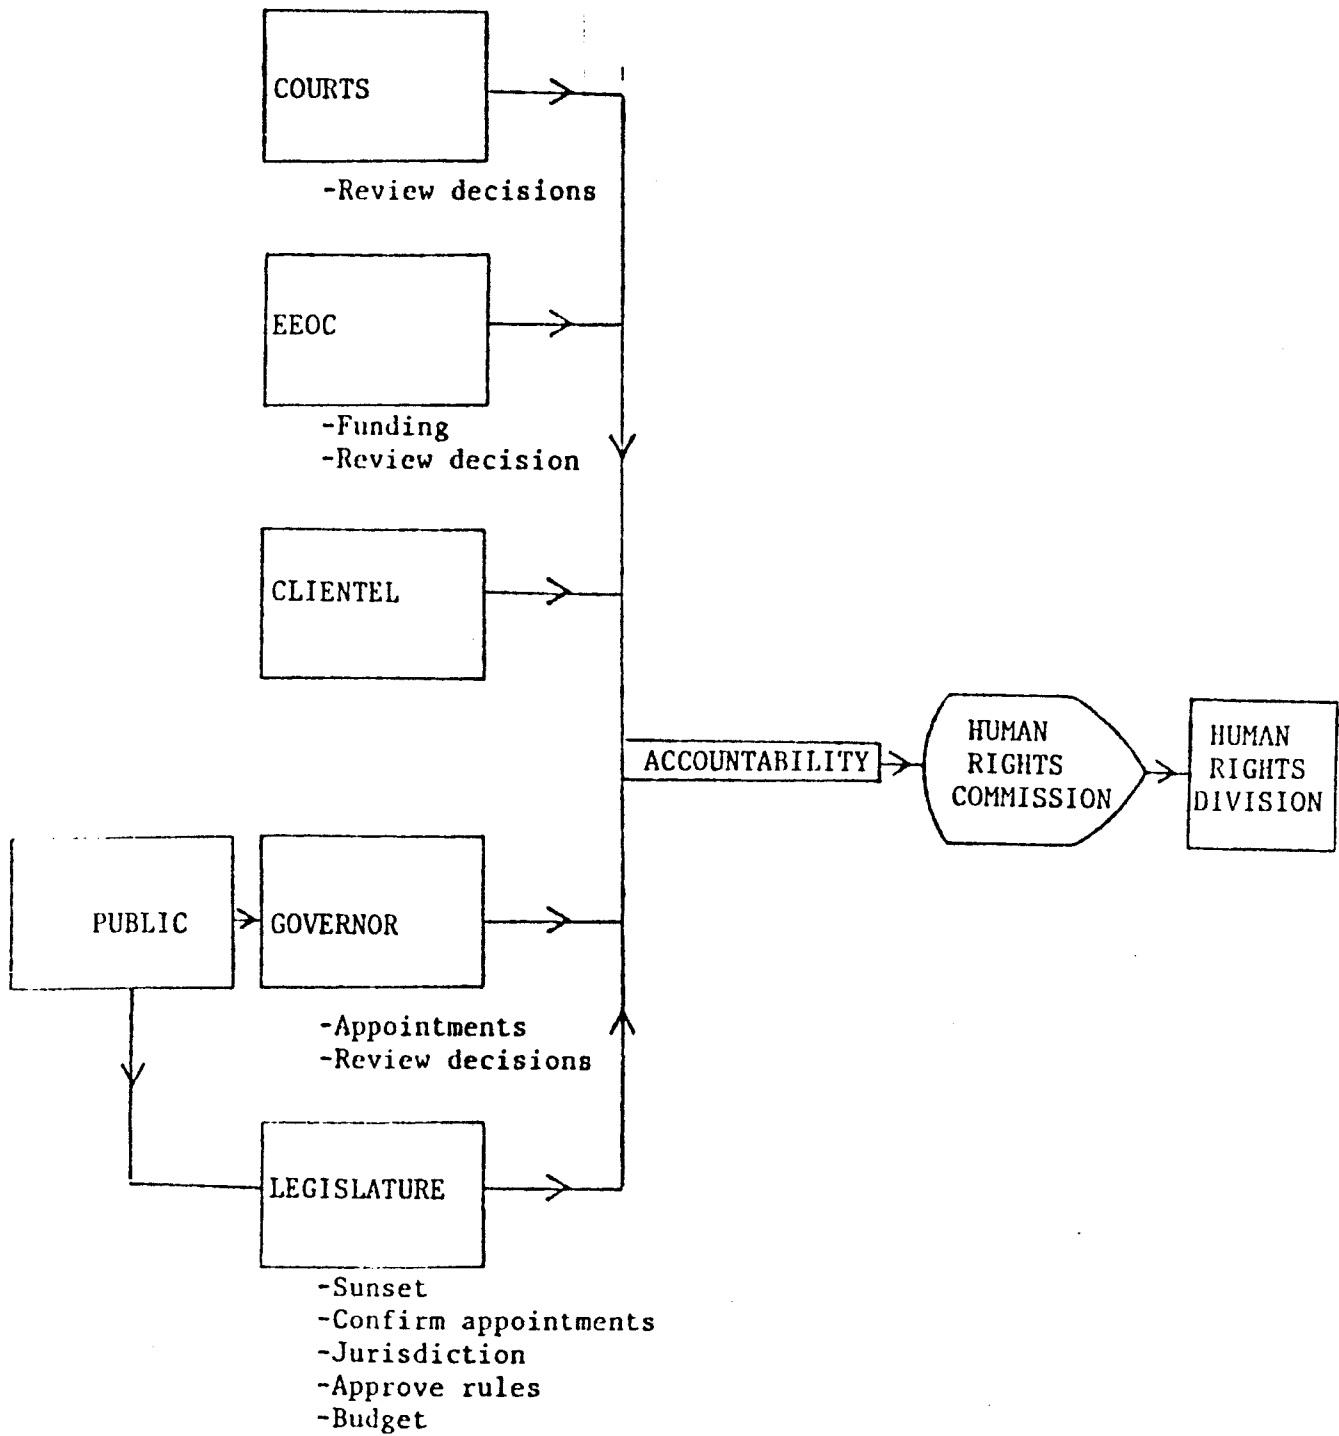 COURTS
-Review decisions
EEOC
-Funding
-Review decision
CLIENTEL
ACCOUNTABILITY
HUMAN
RIGHTS
COMMISSION
HUMAN
RIGHTS
DIVISION
PUBLIC
GOVERNOR
-Appointments
-Review decisions
LEGISLATURE
-Sunset
-Confirm appointments
-Jurisdiction
-Approve rules
-Budget